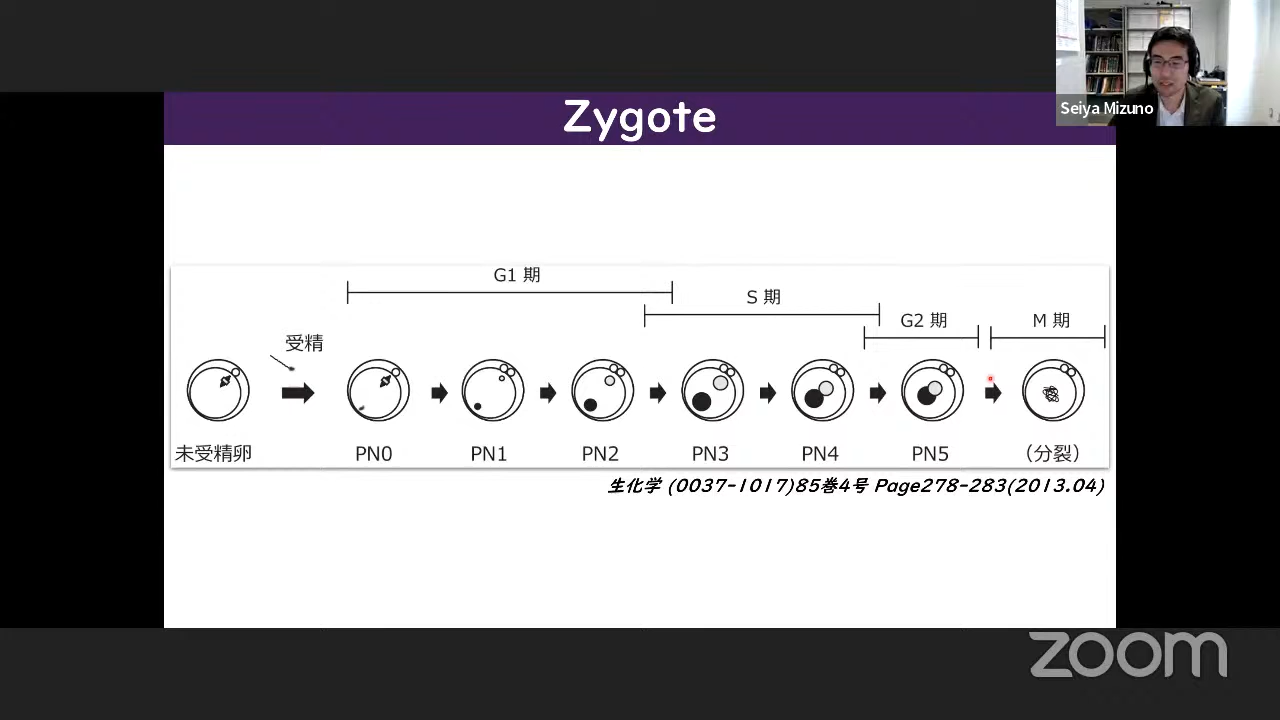 Zygote
Seiya Mizuno
G1 期
S 期
G2 期
M 期
受精
未受精卵
PN0
PN1
PN2
PN3
PN4
PN5
（分裂）
生化学 (0037-1017)85巻4号 Page278-283(2013.04)
zoom